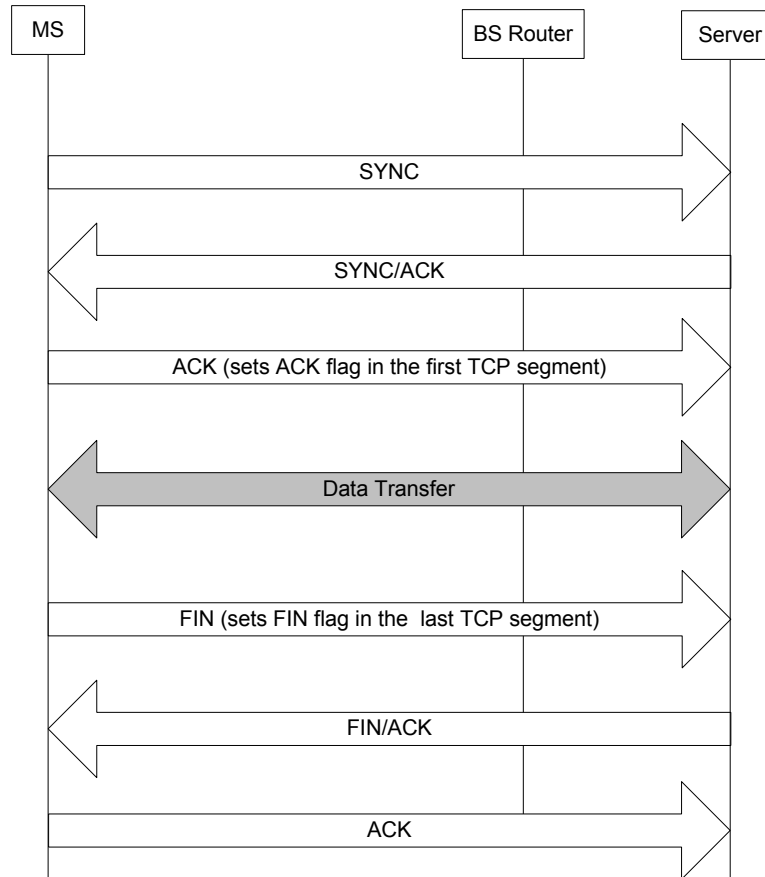 MS
BS Router
Server
SYNC
SYNC/ACK
ACK (sets ACK flag in the first TCP segment)
Data Transfer
FIN (sets FIN flag in the last TCP segment)
FIN/ACK
ACK